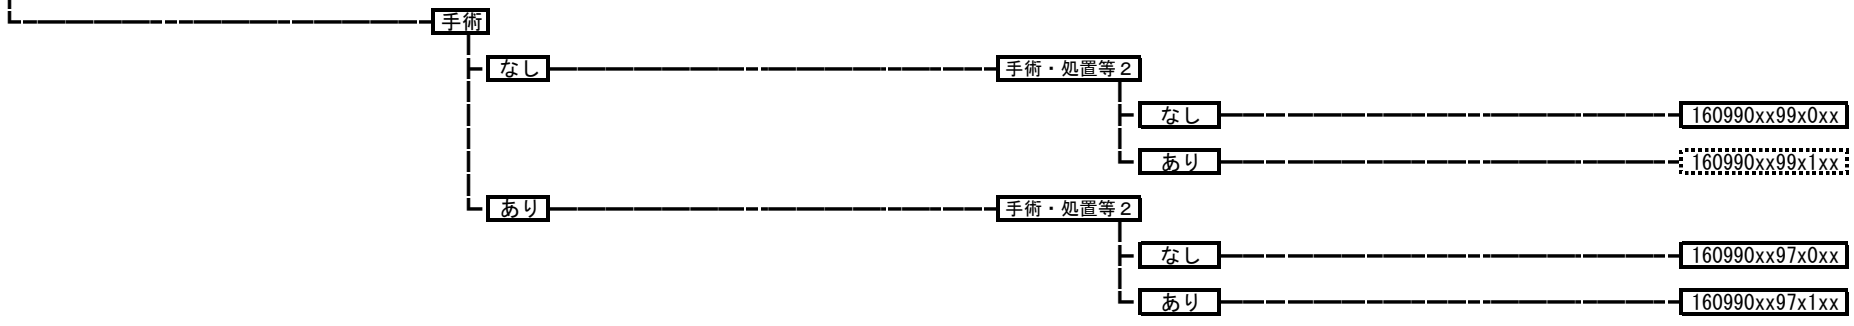 手術
なし 手術・処置等２
なし 160990xx99x0xx
あり 160990xx99x1xx
あり 手術・処置等２
なし 160990xx97x0xx
あり 160990xx97x1xx